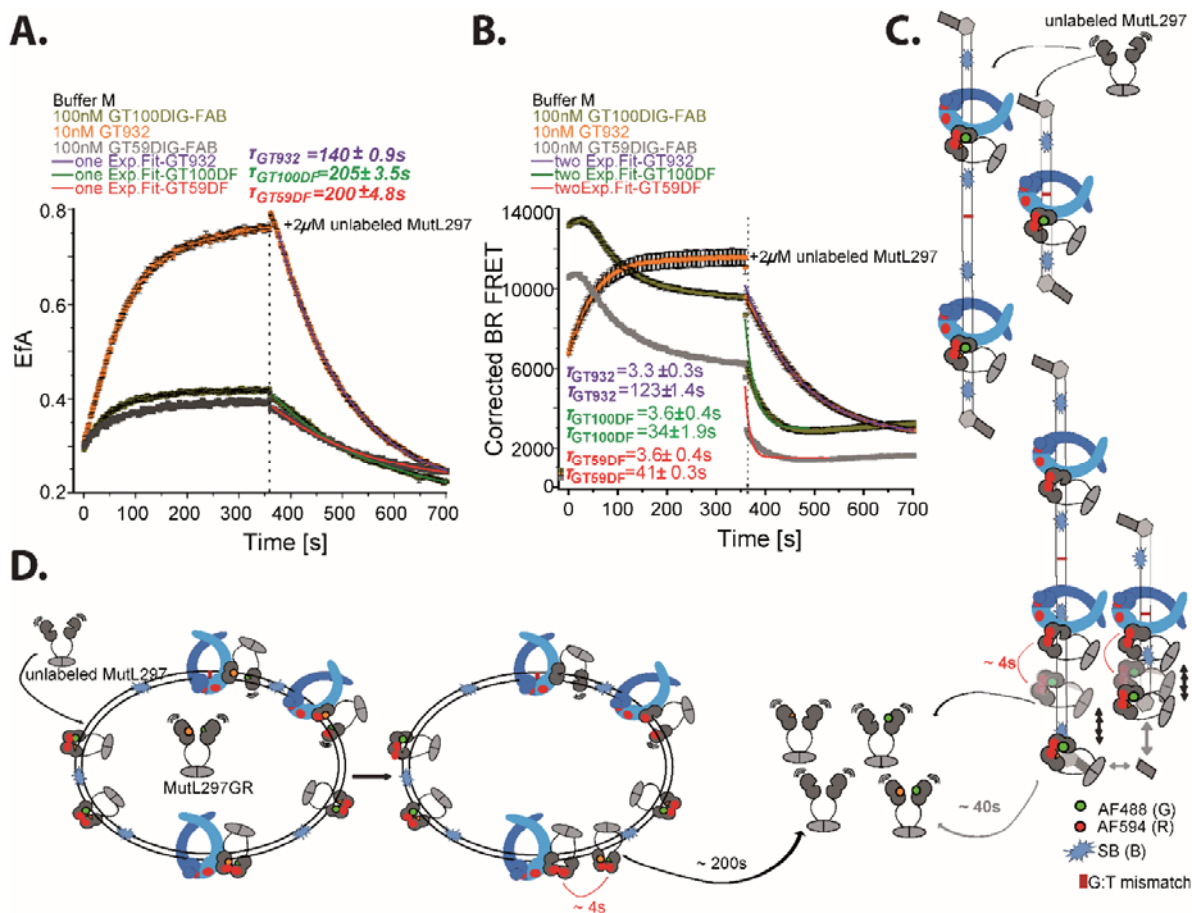 A.
Buffer M
100nM GT100DIG-FAB
10nM GT932
100nM GT59DIG-FAB
one Exp.Fit-GT932
one Exp.Fit-GT100DF
one Exp.Fit-GT59DF
τGT932 =140± 0.9s
τGT100DF=205± 3.5s
τGT59DF=200 ±4.8s
+2µM unlabeled MutL297
EfA
0.8
0.6
0.4
0.2
0 100 200 300 400 500 600 700
Time [s]
B.
Buffer M
100nM GT100DIG-FAB
10nM GT932
100nM GT59DIG-FAB
two Exp.Fit-GT932
two Exp.Fit-GT100DF
twoExp.Fit-GT59DF
+2µM unlabeled MutL297
Corrected BR FRET
14000
10000
6000
2000
0
τGT932=3.3 ±0.3s
τGT932=123±1.4s
τGT100DF=3.6±0.4s
τGT100DF=34±1.9s
τGT59DF=3.6± 0.4s
τGT59DF=41± 0.3s
0 100 200 300 400 500 600 700
Time [s]
C.
unlabeled MutL297
~ 4s
~ 40s
AF488 (G)
AF594 (R)
SB (B)
G:T mismatch
D.
unlabeled MutL297
MutL297GR
~ 4s
~ 200s